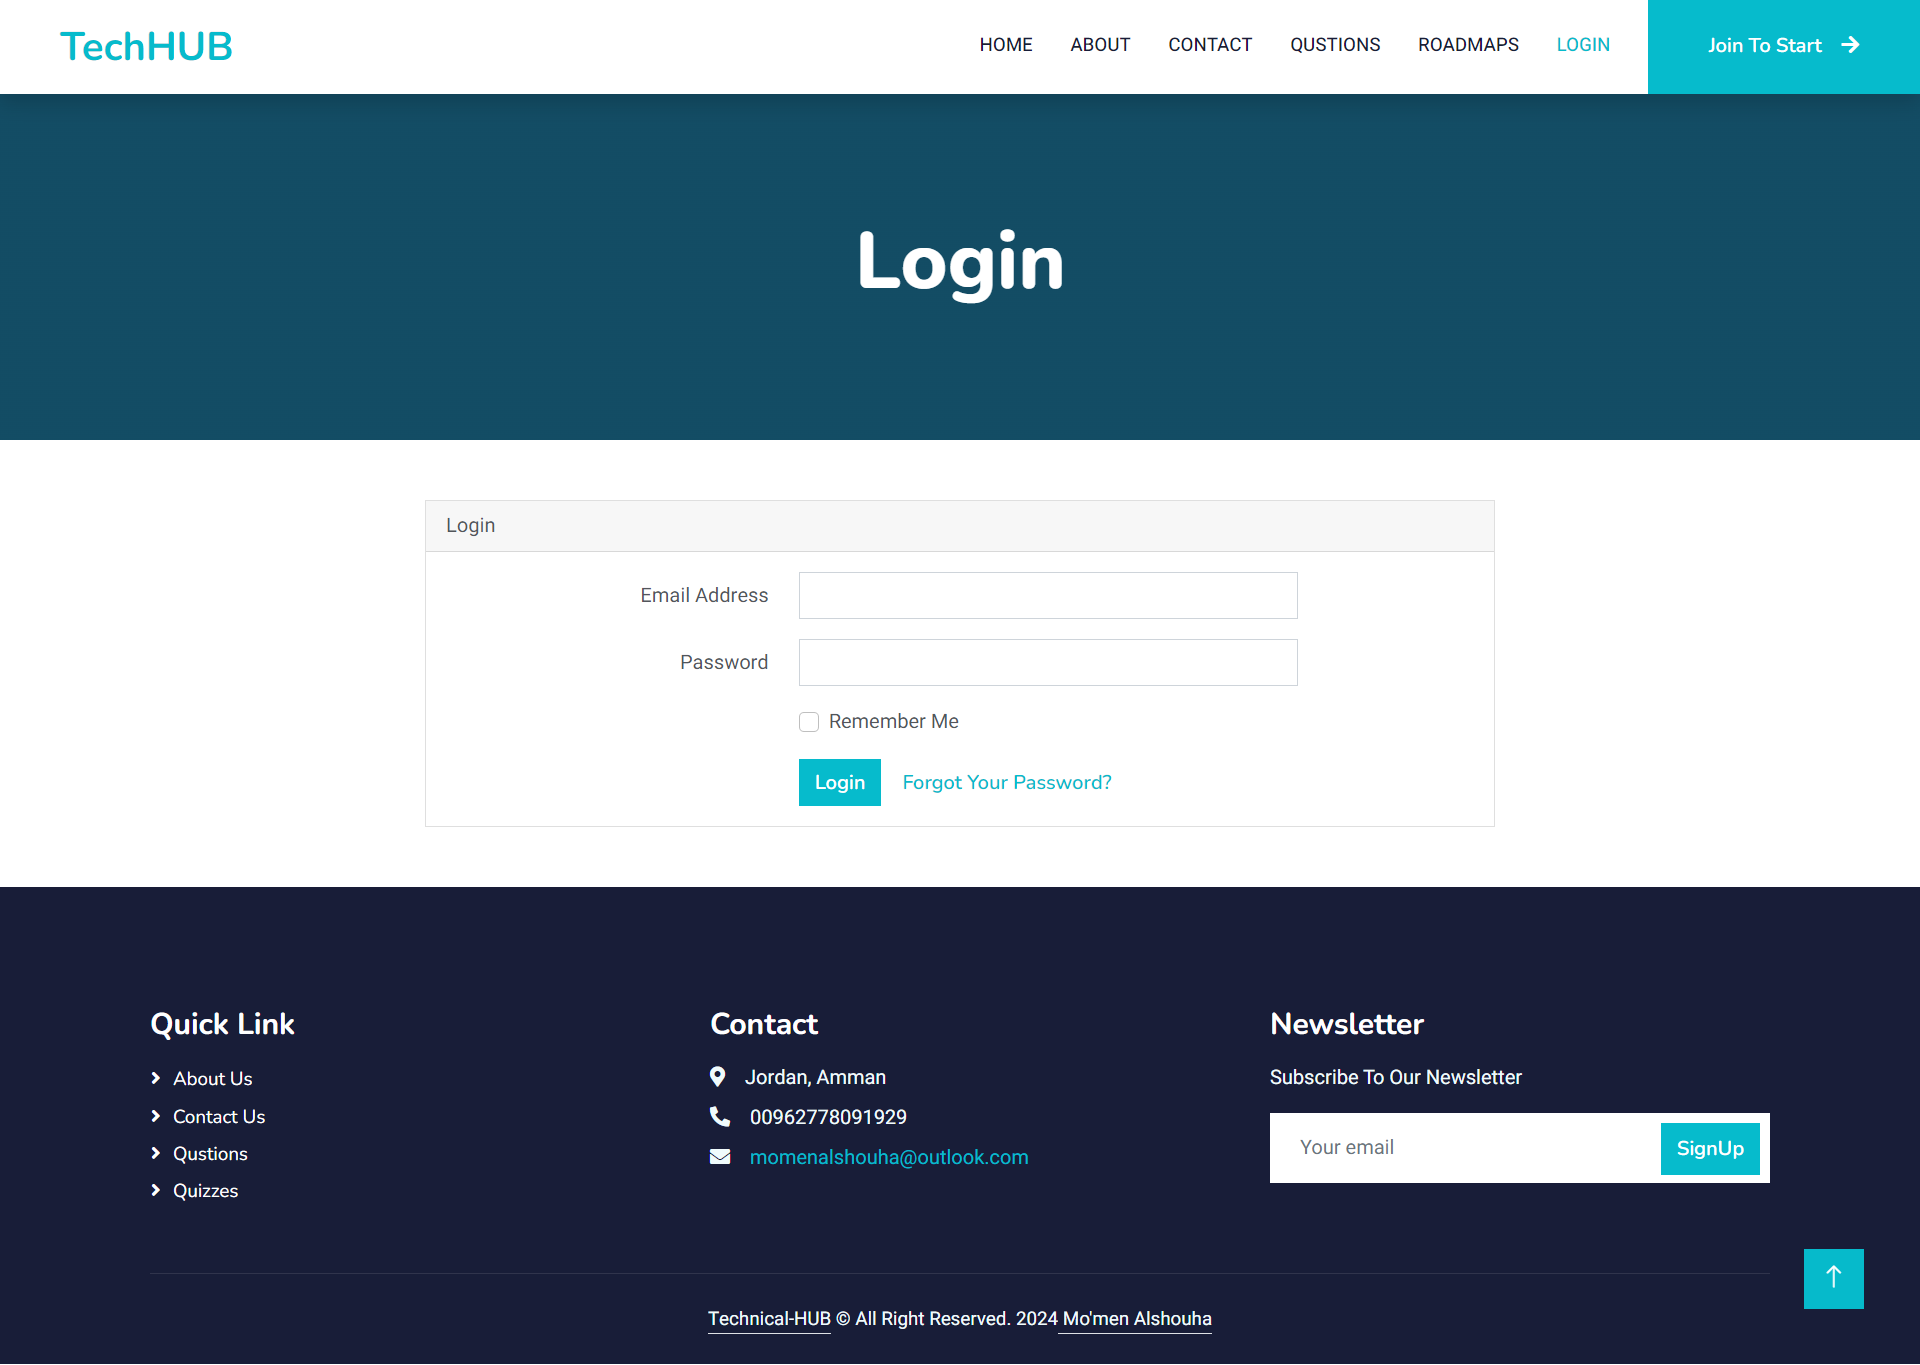 TechHUB
HOME ABOUT CONTACT QUSTIONS ROADMAPS LOGIN Join To Start
Login
Login
Email Address
Password
Remember Me
Login Forgot Your Password?
Quick Link
About Us
Contact Us
Qustions
Quizzes
Contact
Jordan, Amman
00962778091929
momenalshouha@outlook.com
Newsletter
Subscribe To Our Newsletter
Your email SignUp
Technical-HUB © All Right Reserved. 2024 Mo'men Alshouha